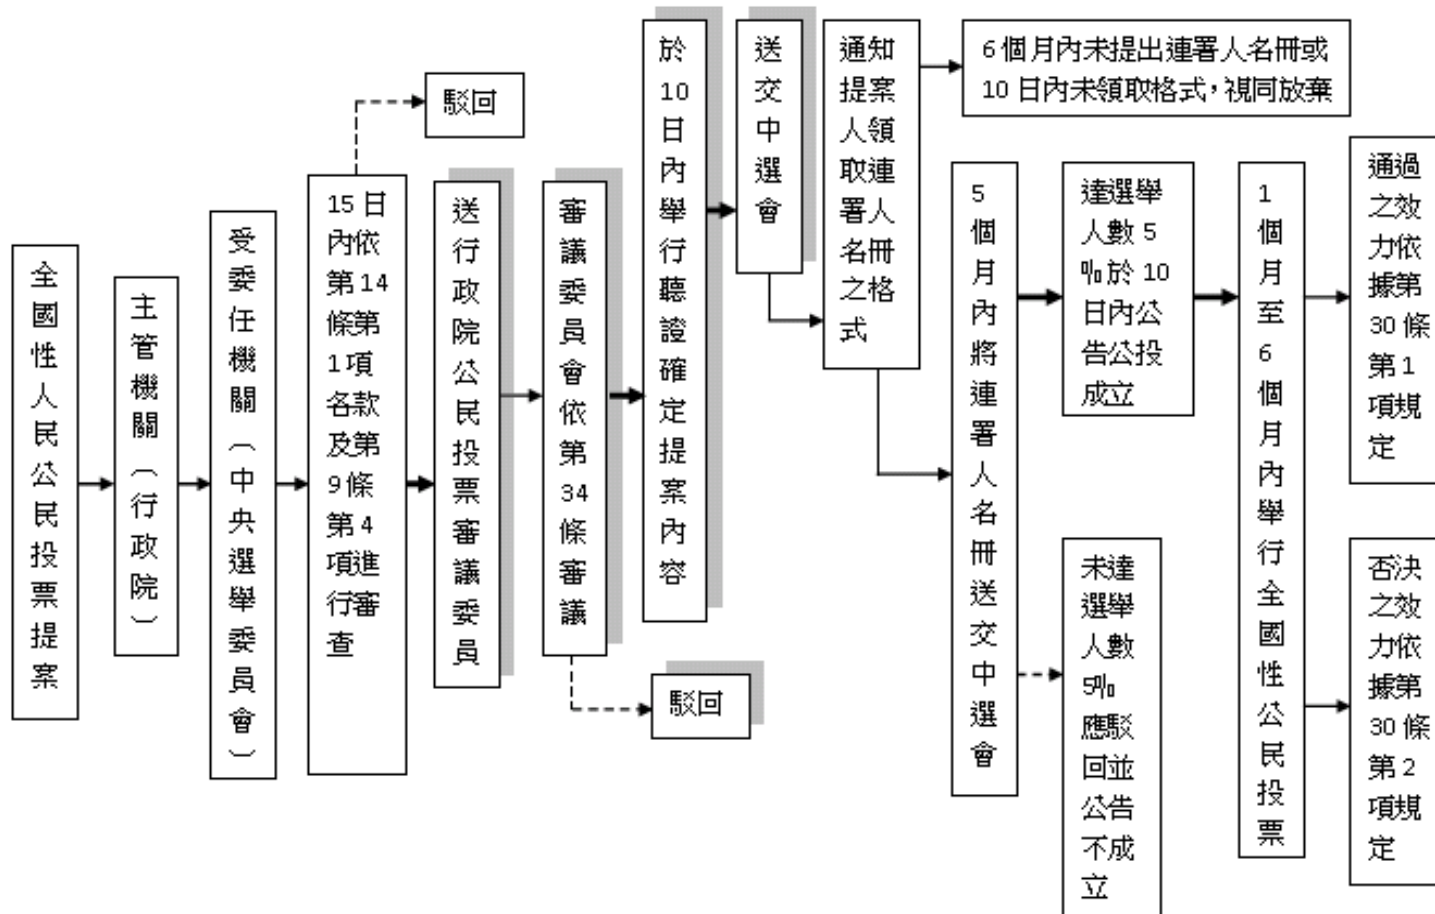 全國性人民公民投票提案
主管機關（行政院）
受委任機關（中央選舉委員會）
15 日
內依
第 14
條第
1 項
各款
及第
9 條
第 4
項進
行審
查
駁回
送行政院公民投票審議委員
審議委員會依第34條審議
駁回
於10日內舉行聽證確定提案內容
送交中選會
通知
提案
人領
取連
署人
名冊
之格
式
6 個月內未提出連署人名冊或
10 日內未領取格式，視同放棄
5個月內將連署人名冊送交中選會
達選舉
人數 5
%於 10
日內公
告公投
成立
未達
選舉
人數
5%
應駁
回並
公告
不成
立
1個月至6個月內舉行全國性公民投票
通過
之效
力依
據第
30 條
第 1
項規
定
否決
之效
力依
據第
30 條
第 2
項規
定